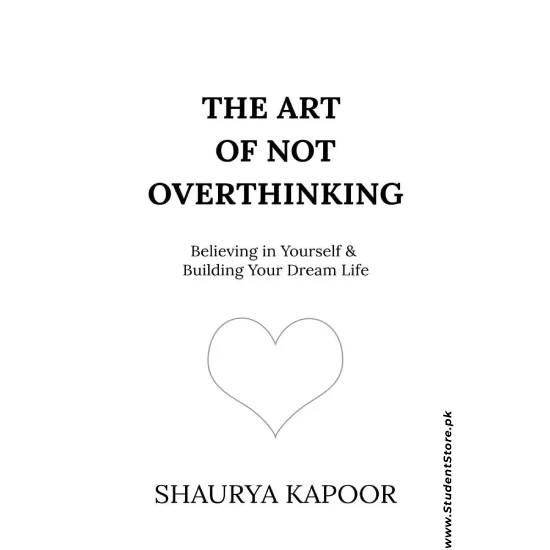 THE ART
OF NOT
OVERTHINKING
Believing in Yourself &
Building Your Dream Life
SHAURYA KAPOOR
www.StudentStore.pk